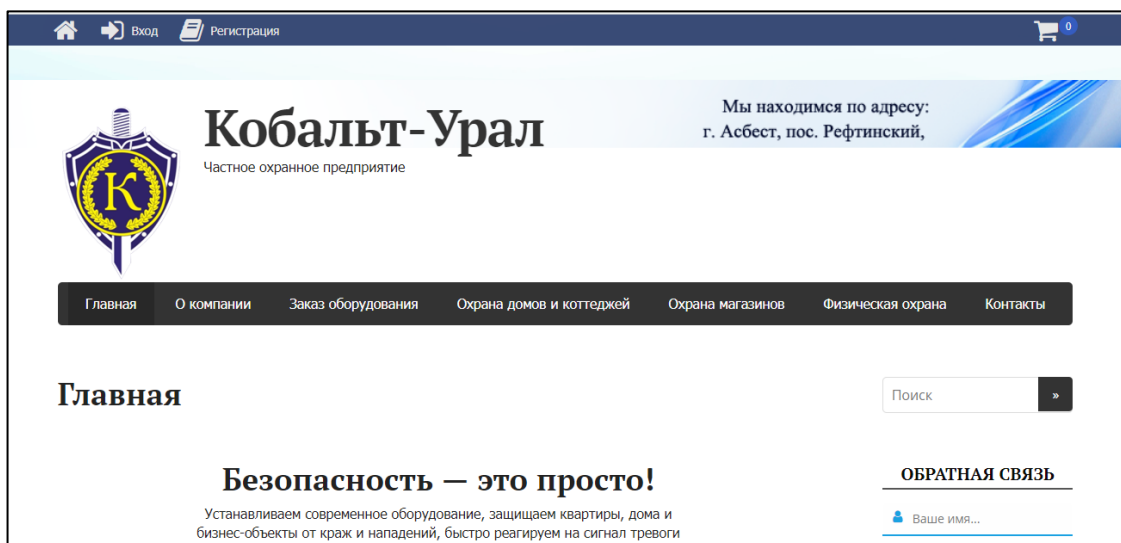 Вход Регистрация 0
Мы находимся по адресу:
г. Асбест, пос. Рефтинский,
Кобальт-Урал
Частное охранное предприятие
К
Главная О компании Заказ оборудования Охрана домов и коттеджей Охрана магазинов Физическая охрана Контакты
Главная
Поиск »
Безопасность — это просто!
Устанавливаем современное оборудование, защищаем квартиры, дома и
бизнес-объекты от краж и нападений, быстро реагируем на сигнал тревоги
ОБРАТНАЯ СВЯЗЬ
Ваше имя...